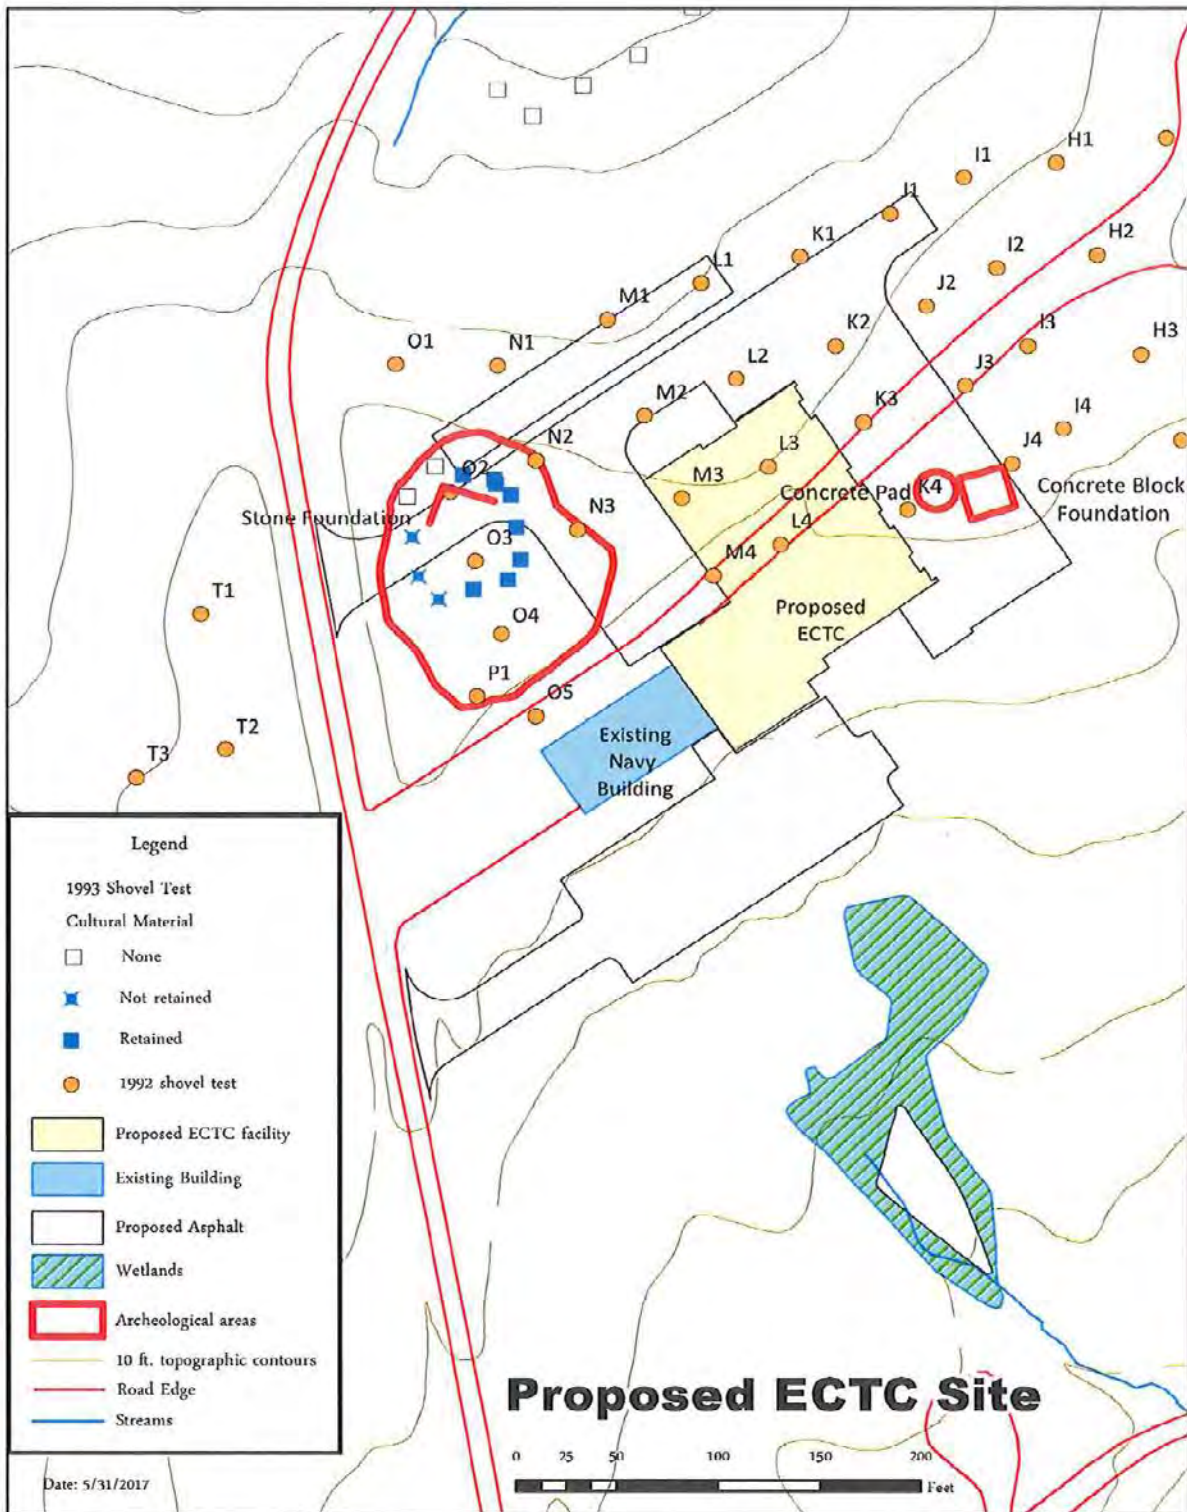 I1
H1
J1
K1
H2
I2
L1
J2
M1
K2
I3
H3
O1
N1
L2
J3
M2
K3
I4
N2
L3
J4
O2
M3
Concrete Pad
K4
Concrete Block
Foundation
Stone Foundation
N3
L4
O3
M4
T1
Proposed
ECTC
O4
P1
O5
T2
T3
Existing
Navy
Building
Legend
1993 Shovel Test
Cultural Material
None
Not retained
Retained
1992 shovel test
Proposed ECTC facility
Existing Building
Proposed Asphalt
Wetlands
Archeological areas
10 ft. topographic contours
Road Edge
Streams
Proposed ECTC Site
0 25 50 100 150 200
Feet
Date: 5/31/2017